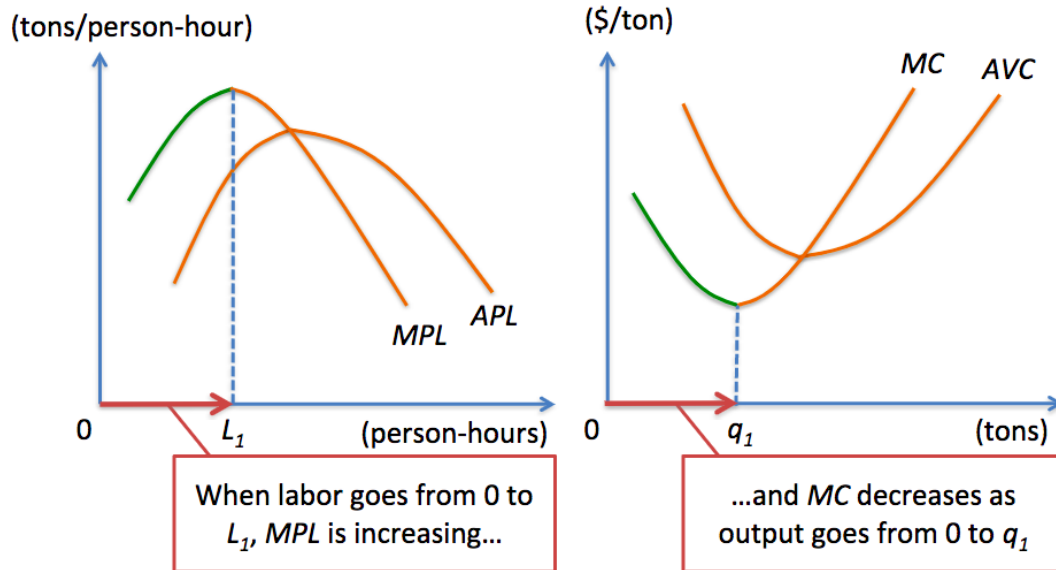 (tons/person-hour)
MPL
APL
0
L₁
(person-hours)
When labor goes from 0 to
L₁, MPL is increasing…
($/ton)
MC
AVC
0
q₁
(tons)
…and MC decreases as
output goes from 0 to q₁